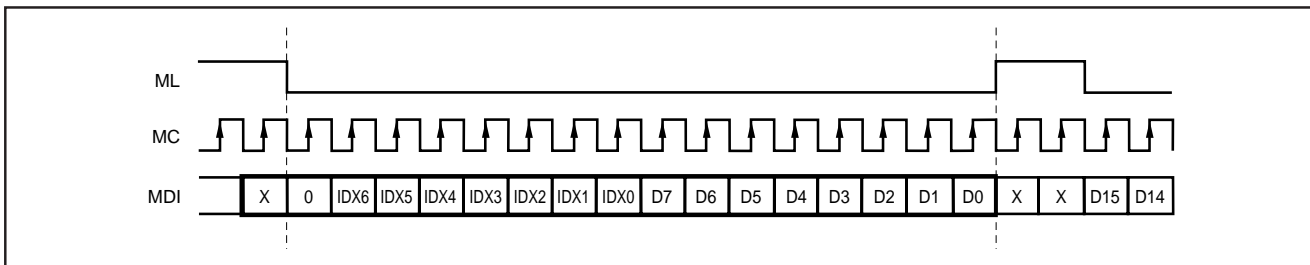 ML
MC
MDI X 0 IDX6 IDX5 IDX4 IDX3 IDX2 IDX1 IDX0 D7 D6 D5 D4 D3 D2 D1 D0 X X D15 D14